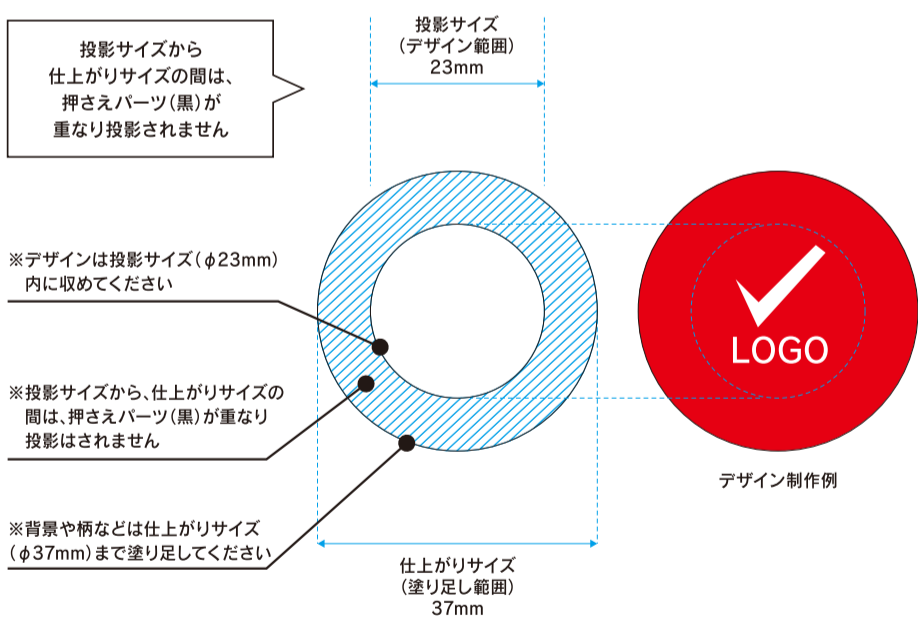 投影サイズから
仕上がりサイズの間は、
押さえパーツ(黒)が
重なり投影されません
投影サイズ
(デザイン範囲)
23mm
※デザインは投影サイズ(φ23mm)
内に収めてください
※投影サイズから、仕上がりサイズの
間は、押さえパーツ(黒)が重なり
投影はされません
※背景や柄などは仕上がりサイズ
(φ37mm)まで塗り足してください
LOGO
デザイン制作例
仕上がりサイズ
(塗り足し範囲)
37mm